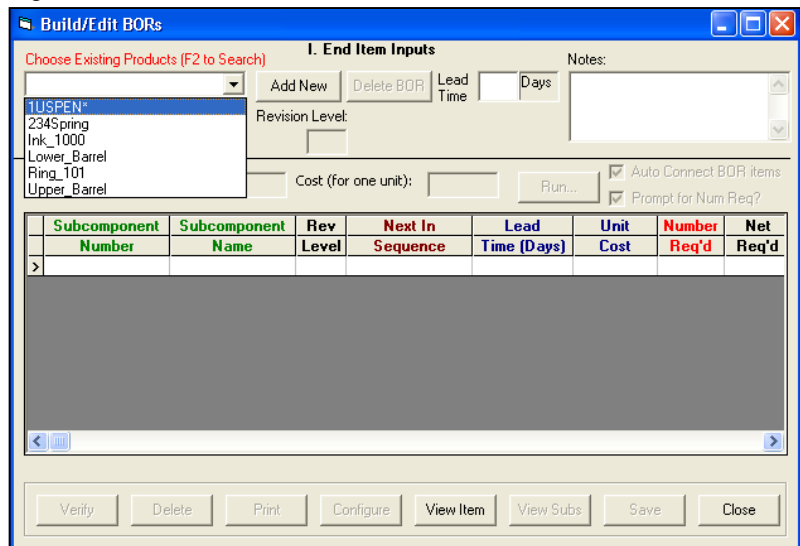 Build/Edit BORs
I. End Item Inputs
Choose Existing Products (F2 to Search)
Notes:
Add New
Delete BOR
Lead Time
Days
1USPEN*
234Spring
Ink_1000
Lower_Barrel
Ring_101
Upper_Barrel
Revision Level:
Cost (for one unit):
Run...
Auto Connect BOR items
Prompt for Num Req?
Subcomponent Number
Subcomponent Name
Rev Level
Next In Sequence
Lead Time (Days)
Unit Cost
Number Req'd
Net Req'd
Verify
Delete
Print
Configure
View Item
View Subs
Save
Close